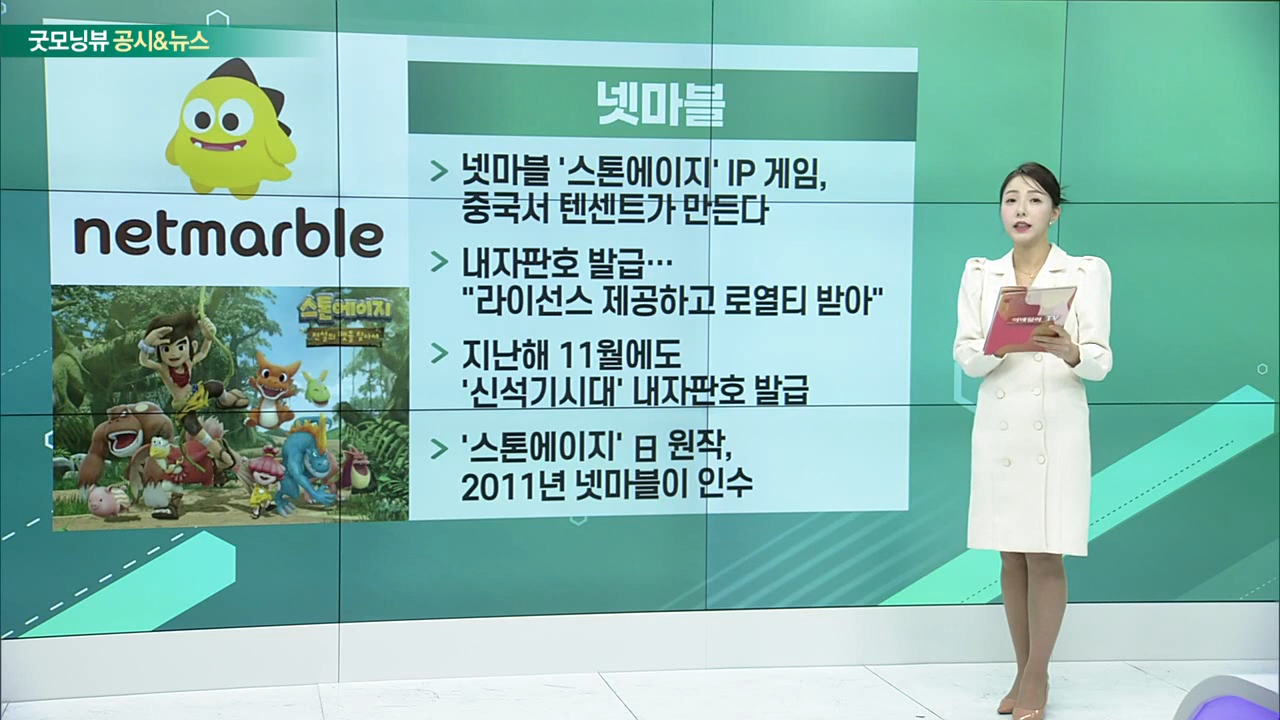 굿모닝뷰 공시&뉴스
넷마블
netmarble
> 넷마블 '스톤에이지' IP 게임,
중국서 텐센트가 만든다
> 내자판호 발급…
"라이선스 제공하고 로열티 받아"
> 지난해 11월에도
'신석기시대' 내자판호 발급
> '스톤에이지' 日 원작,
2011년 넷마블이 인수
스톤에이지